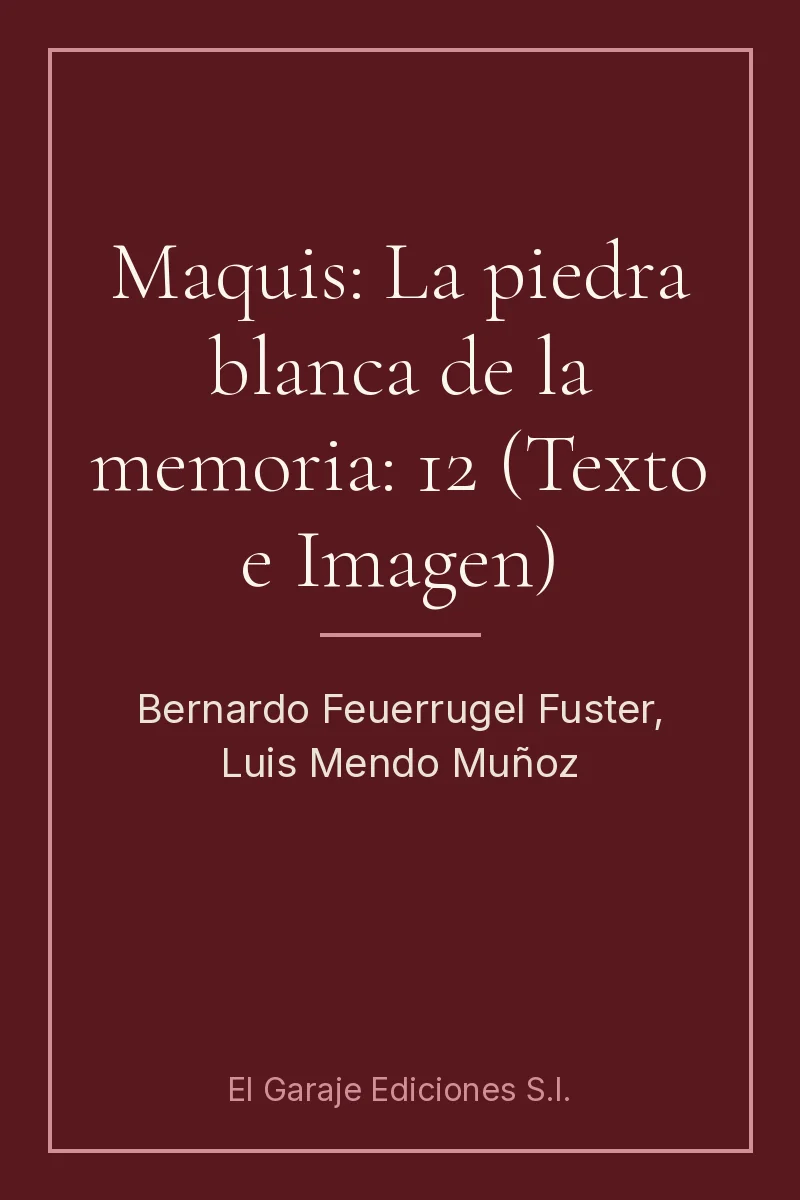 Maquis: La piedra
blanca de la
memoria: 12 (Texto
e Imagen)
Bernardo Feuerrugel Fuster,
Luis Mendo Muñoz
El Garaje Ediciones S.l.